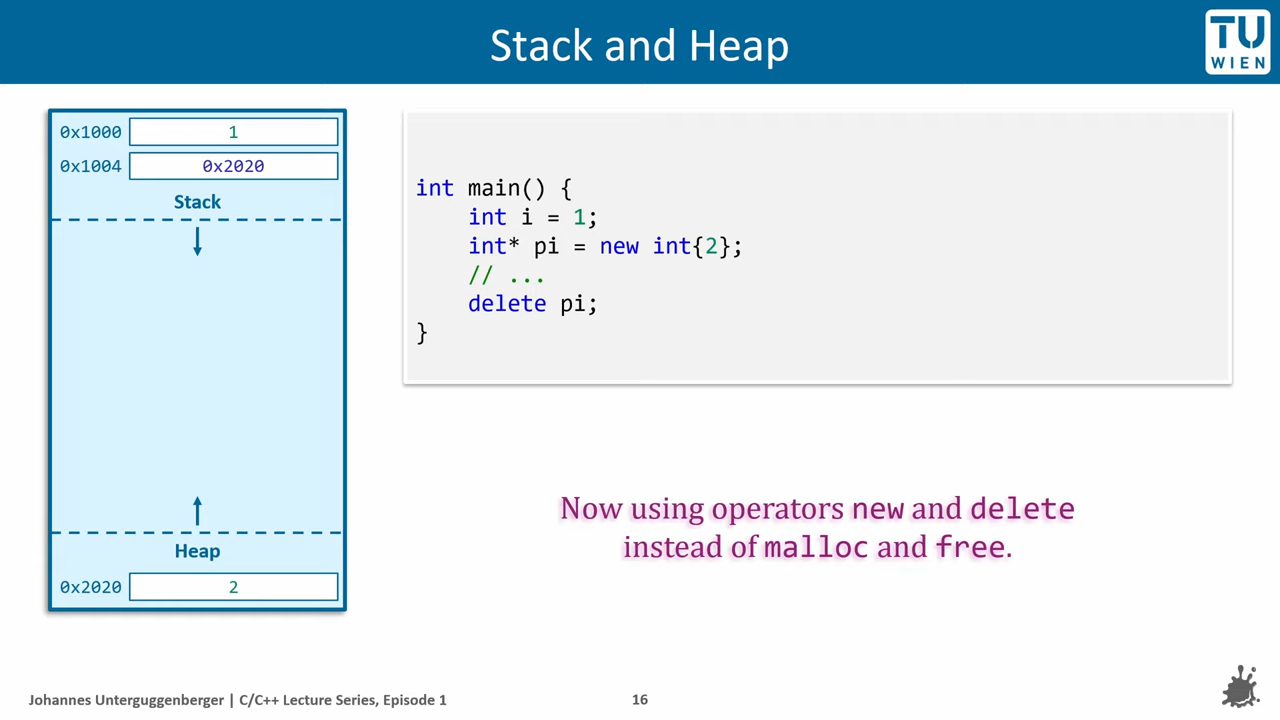 Stack and Heap
TU
WIEN
0x1000 1
0x1004 0x2020
Stack
Heap
0x2020 2
int main() {
    int i = 1;
    int* pi = new int{2};
    // ...
    delete pi;
}
Now using operators new and delete
instead of malloc and free.
Johannes Unterguggenberger | C/C++ Lecture Series, Episode 1
16